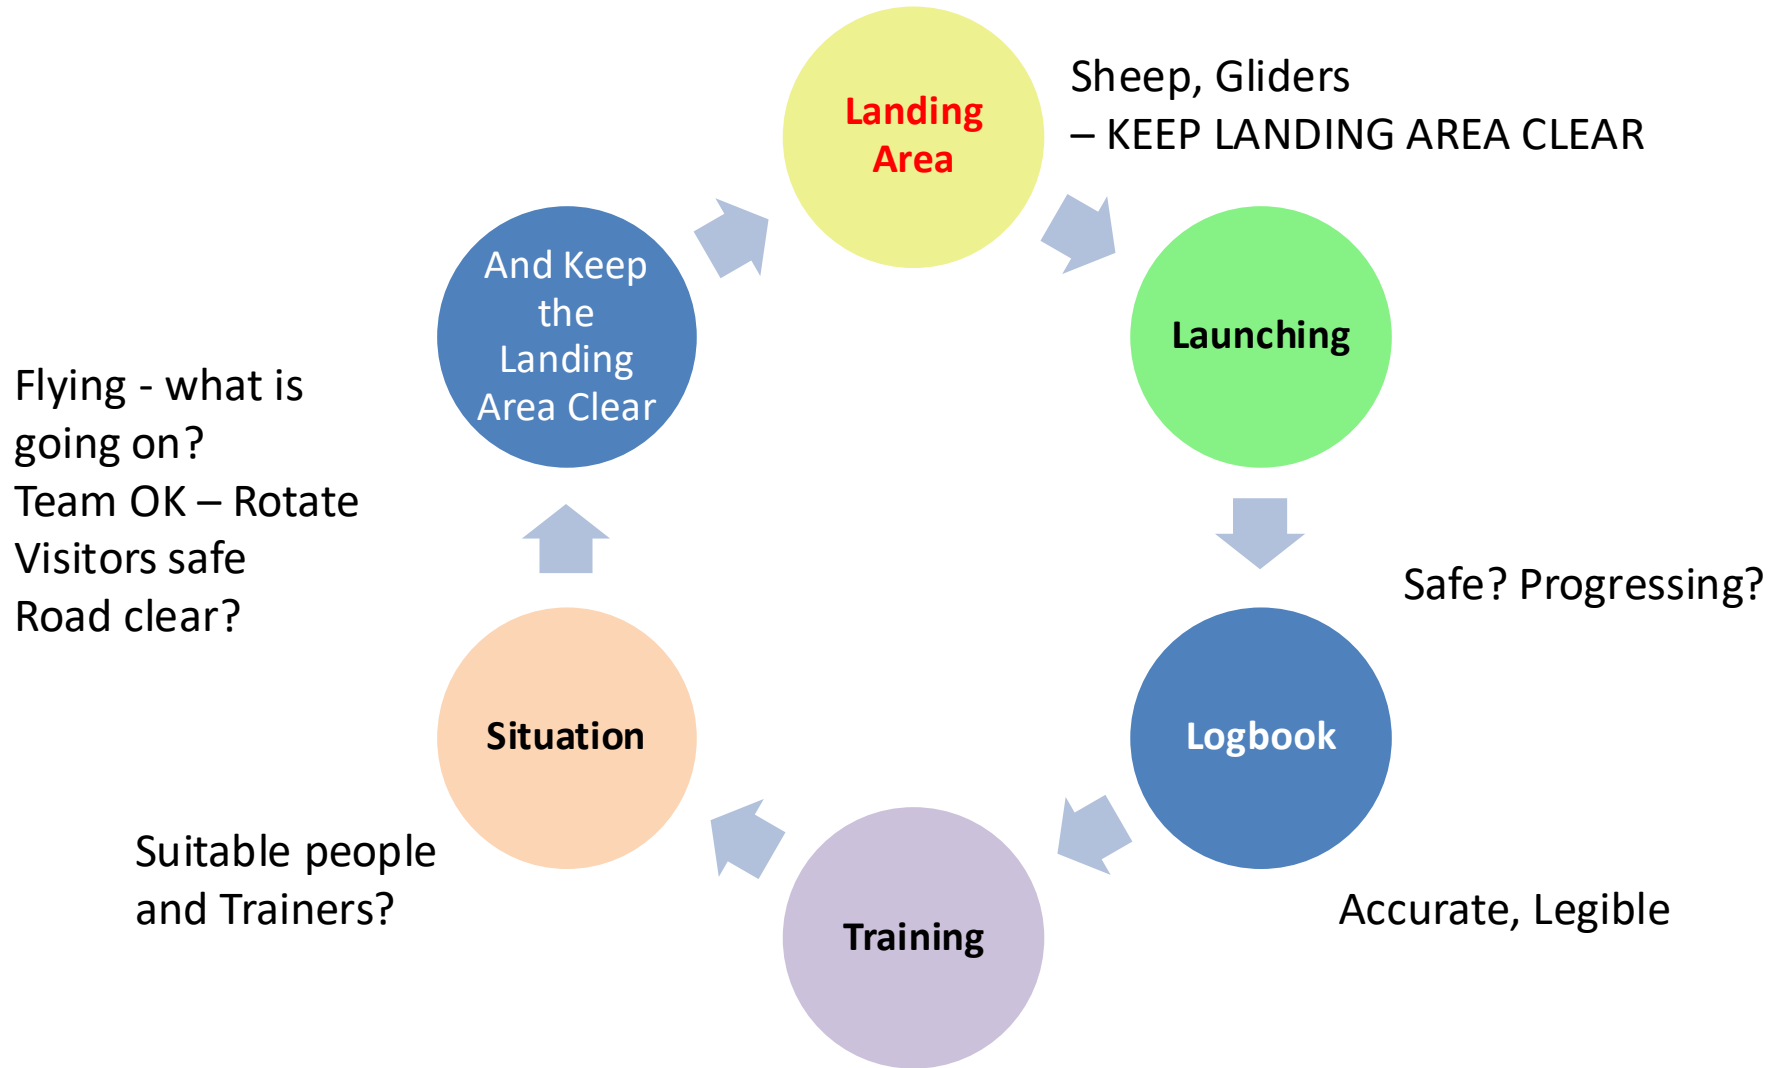 Landing
Area
Sheep, Gliders
– KEEP LANDING AREA CLEAR
Launching
Safe? Progressing?
Logbook
Accurate, Legible
Training
Suitable people
and Trainers?
Situation
Flying - what is
going on?
Team OK – Rotate
Visitors safe
Road clear?
And Keep
the
Landing
Area Clear